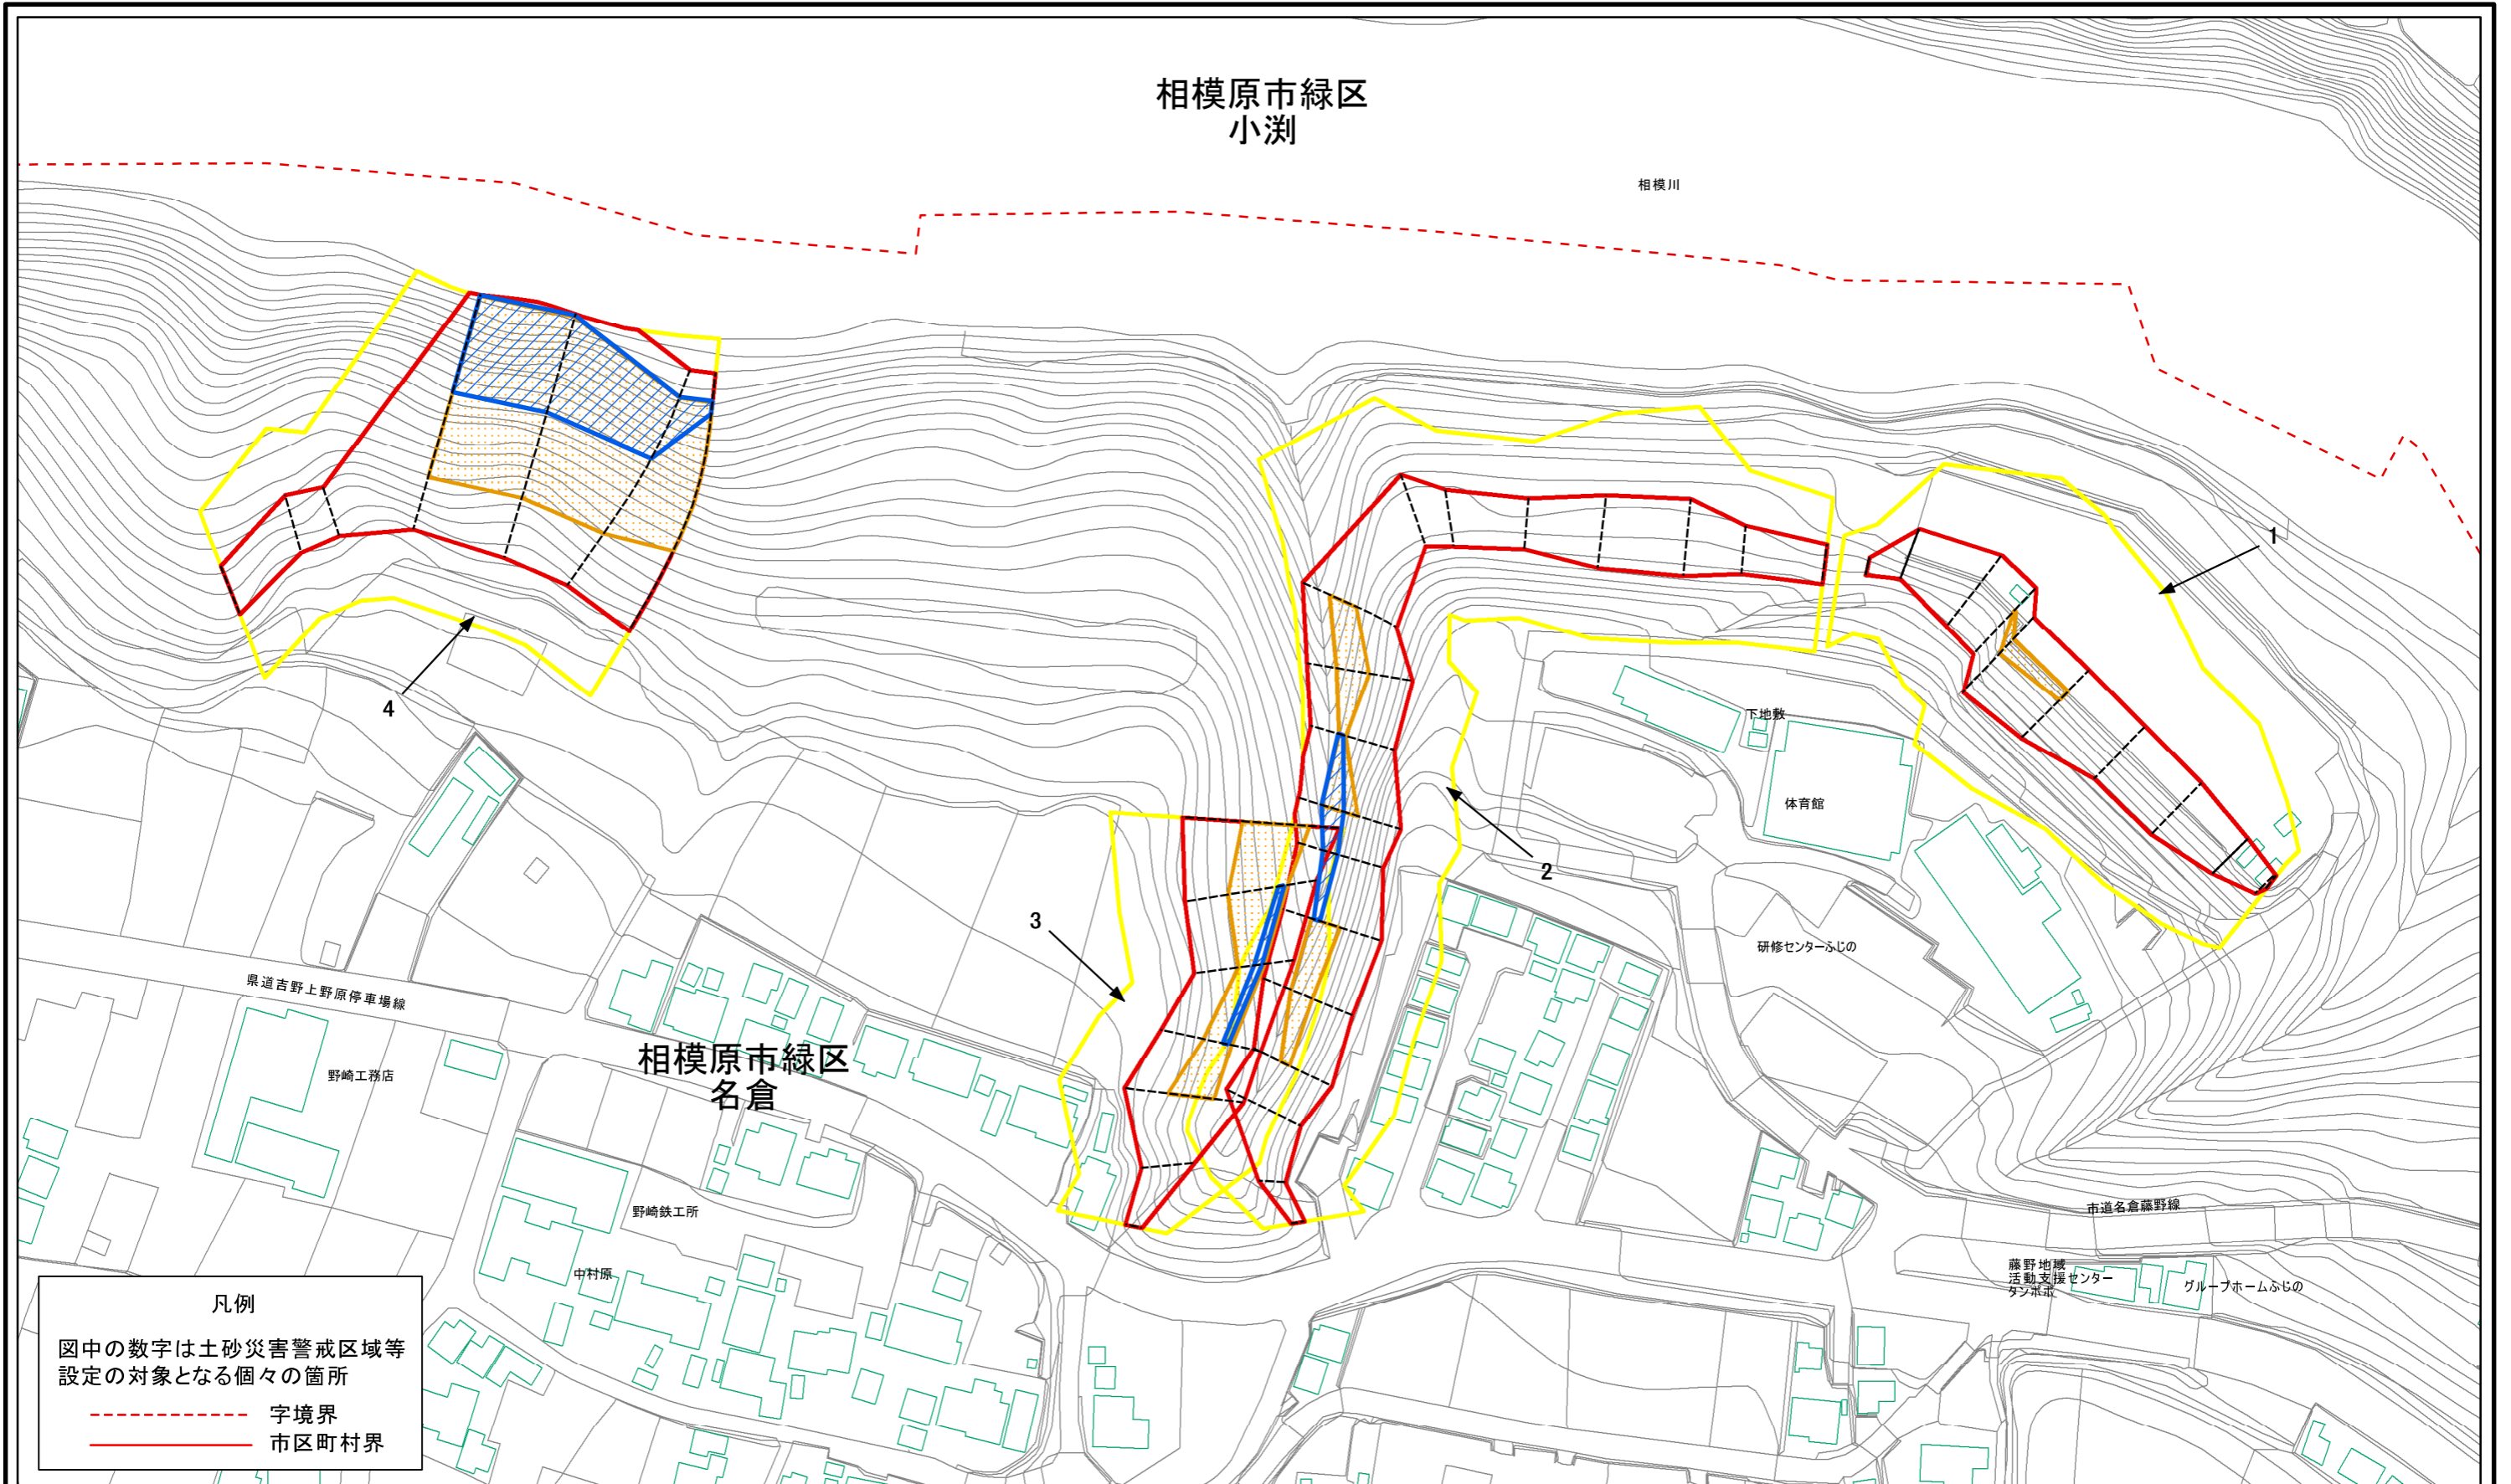 相模原市緑区
小渕
相模川
1
4
下地敷
体育館
2
3
研修センターふじの
県道吉野上野原停車場線
相模原市緑区
名倉
野崎工務店
野崎鉄工所
市道名倉藤野線
中村原
藤野地域
活動支援センター
タンポポ
グループホームふじの
凡例
図中の数字は土砂災害警戒区域等
設定の対象となる個々の箇所
字境界
市区町村界